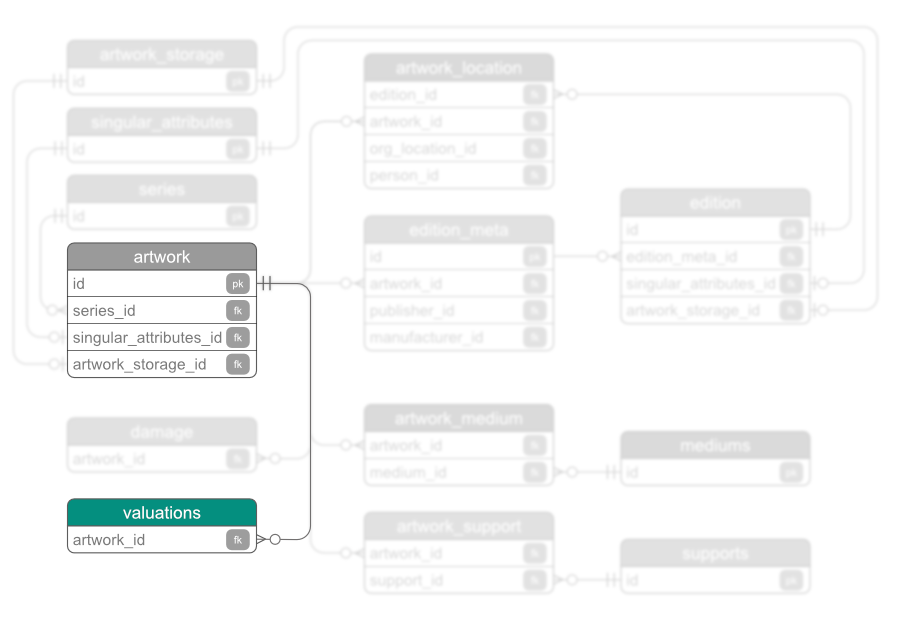 artwork_storage
id pk
singular_attributes
id pk
series
id pk
artwork
id pk
series_id fk
singular_attributes_id fk
artwork_storage_id fk
damage
artwork_id fk
valuations
artwork_id fk
artwork_location
edition_id fk
artwork_id fk
org_location_id fk
person_id fk
edition_meta
id pk
artwork_id fk
publisher_id fk
manufacturer_id fk
artwork_medium
artwork_id fk
medium_id fk
artwork_support
artwork_id fk
support_id fk
edition
id pk
edition_meta_id fk
singular_attributes_id fk
artwork_storage_id fk
mediums
id pk
supports
id pk